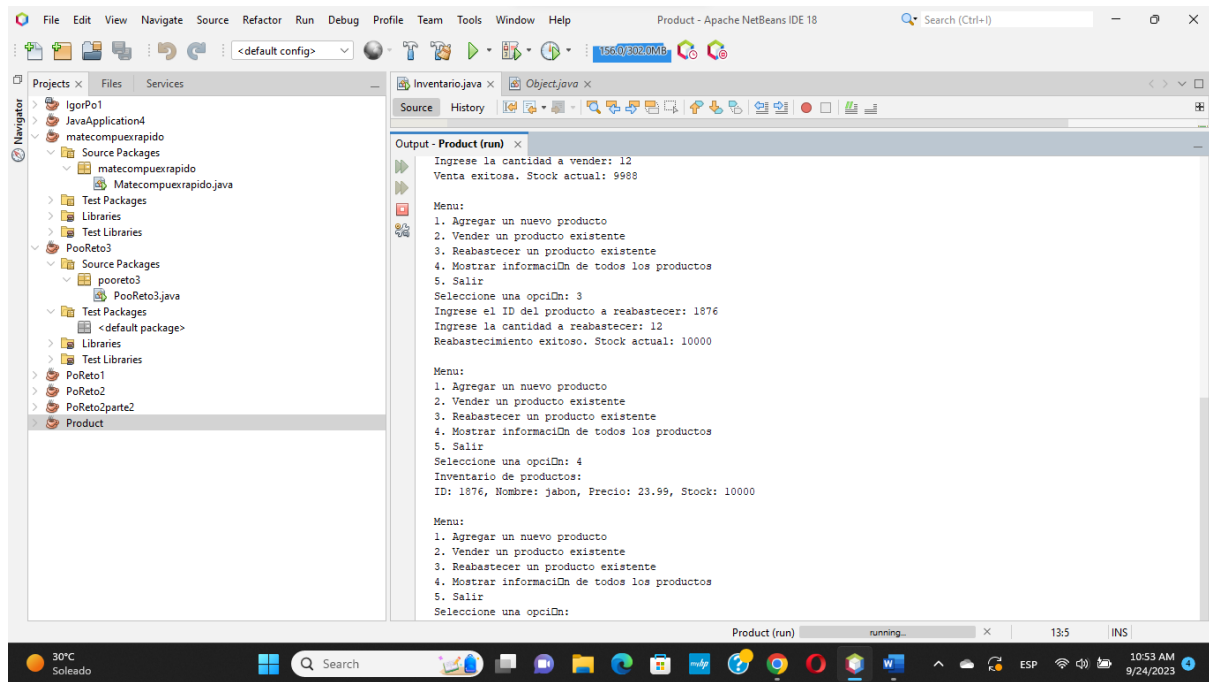 File Edit View Navigate Source Refactor Run Debug Profile Team Tools Window Help Product - Apache NetBeans IDE 18 Search (Ctrl+I)
<default config> 156.0/302.0MB
Projects Files Services
Inventario.java Object.java
Navigator
Source History
IgorPo1
JavaApplication4
matecompuexrapido
Source Packages
matecompuexrapido
Matecompuexrapido.java
Test Packages
Libraries
Test Libraries
PooReto3
Source Packages
pooreto3
PooReto3.java
Test Packages
<default package>
Libraries
Test Libraries
PoReto1
PoReto2
PoReto2parte2
Product
Output - Product (run)
Ingrese la cantidad a vender: 12
Venta exitosa. Stock actual: 9988
Menu:
1. Agregar un nuevo producto
2. Vender un producto existente
3. Reabastecer un producto existente
4. Mostrar informaci□n de todos los productos
5. Salir
Seleccione una opci□n: 3
Ingrese el ID del producto a reabastecer: 1876
Ingrese la cantidad a reabastecer: 12
Reabastecimiento exitoso. Stock actual: 10000
Menu:
1. Agregar un nuevo producto
2. Vender un producto existente
3. Reabastecer un producto existente
4. Mostrar informaci□n de todos los productos
5. Salir
Seleccione una opci□n: 4
Inventario de productos:
ID: 1876, Nombre: jabon, Precio: 23.99, Stock: 10000
Menu:
1. Agregar un nuevo producto
2. Vender un producto existente
3. Reabastecer un producto existente
4. Mostrar informaci□n de todos los productos
5. Salir
Seleccione una opci□n:
Product (run) running... 13:5 INS
30°C
Soleado
Search
ESP
10:53 AM
9/24/2023
4